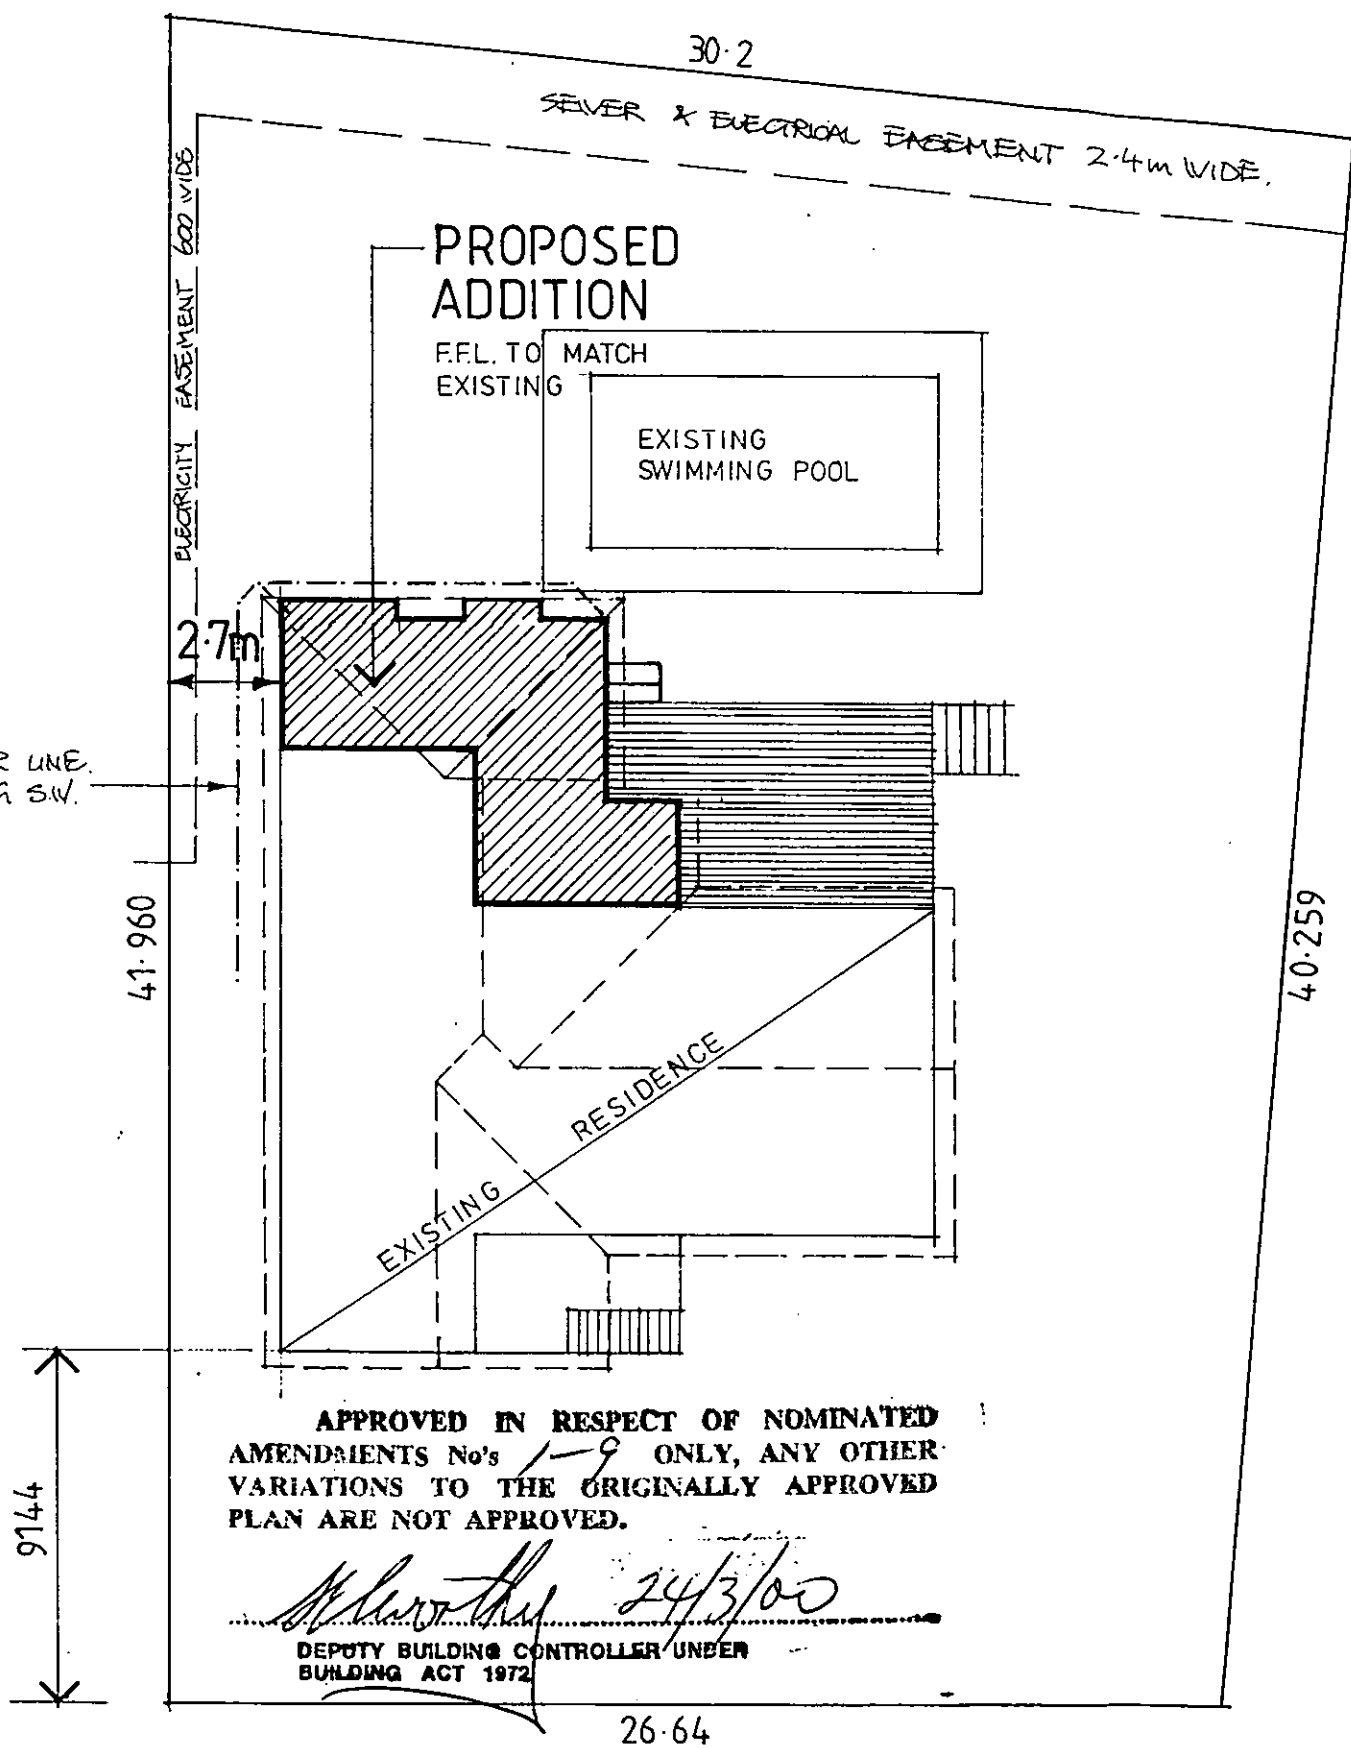 30·2
SEWER & ELECTRICAL EASEMENT 2·4m WIDE.
ELECTRICITY EASEMENT 600 WIDE
PROPOSED
ADDITION
F.F.L. TO MATCH
EXISTING
EXISTING
SWIMMING POOL
2·7m
LINE.
S.W.
41·960
40·259
EXISTING RESIDENCE
9144
APPROVED IN RESPECT OF NOMINATED
AMENDMENTS No's 1-9 ONLY, ANY OTHER
VARIATIONS TO THE ORIGINALLY APPROVED
PLAN ARE NOT APPROVED.
24/3/00
DEPUTY BUILDING CONTROLLER UNDER
BUILDING ACT 1972
26·64